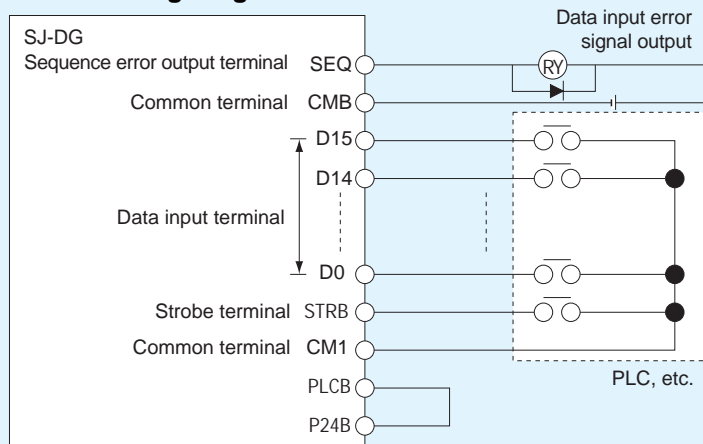 Data input error
signal output
SJ-DG
Sequence error output terminal SEQ
RY
Common terminal CMB
D15
D14
Data input terminal
D0
Strobe terminal STRB
Common terminal CM1
PLC, etc.
PLCB
P24B